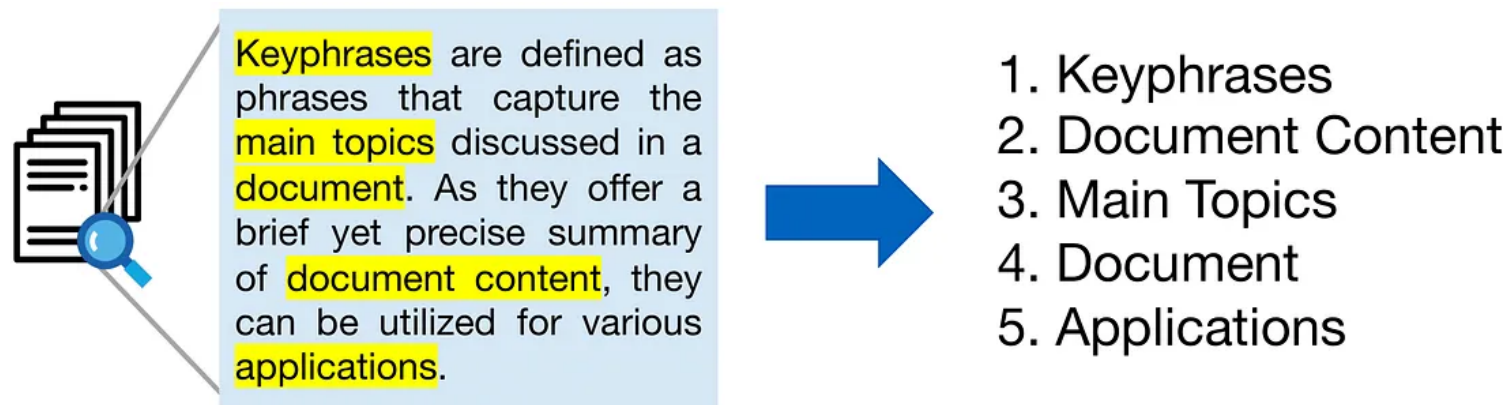 Keyphrases are defined as
phrases that capture the
main topics discussed in a
document. As they offer a
brief yet precise summary
of document content, they
can be utilized for various
applications.
1. Keyphrases
2. Document Content
3. Main Topics
4. Document
5. Applications